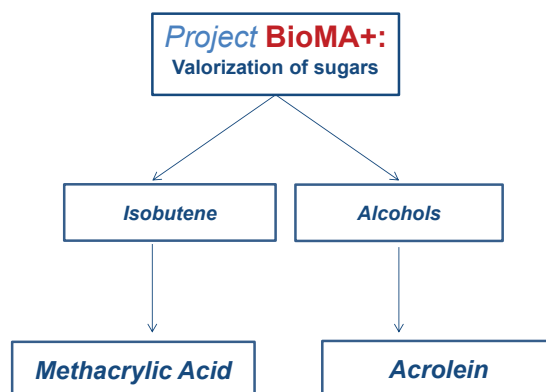 Project BioMA+:
Valorization of sugars
Isobutene
Alcohols
Methacrylic Acid
Acrolein